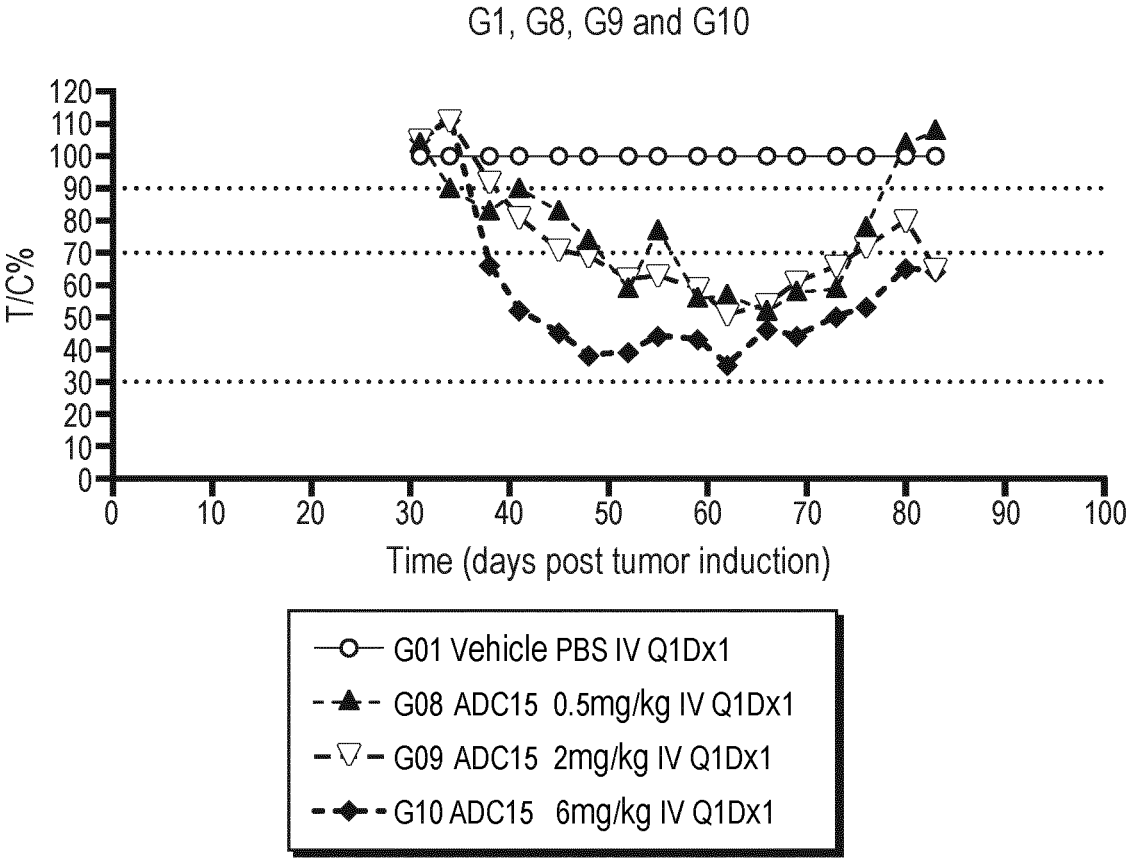 G1, G8, G9 and G10
120
110
100
90
80
70
60
50
40
30
20
10
0
T/C%
0 10 20 30 40 50 60 70 80 90 100
Time (days post tumor induction)
G01 Vehicle PBS IV Q1Dx1
G08 ADC15 0.5mg/kg IV Q1Dx1
G09 ADC15 2mg/kg IV Q1Dx1
G10 ADC15 6mg/kg IV Q1Dx1